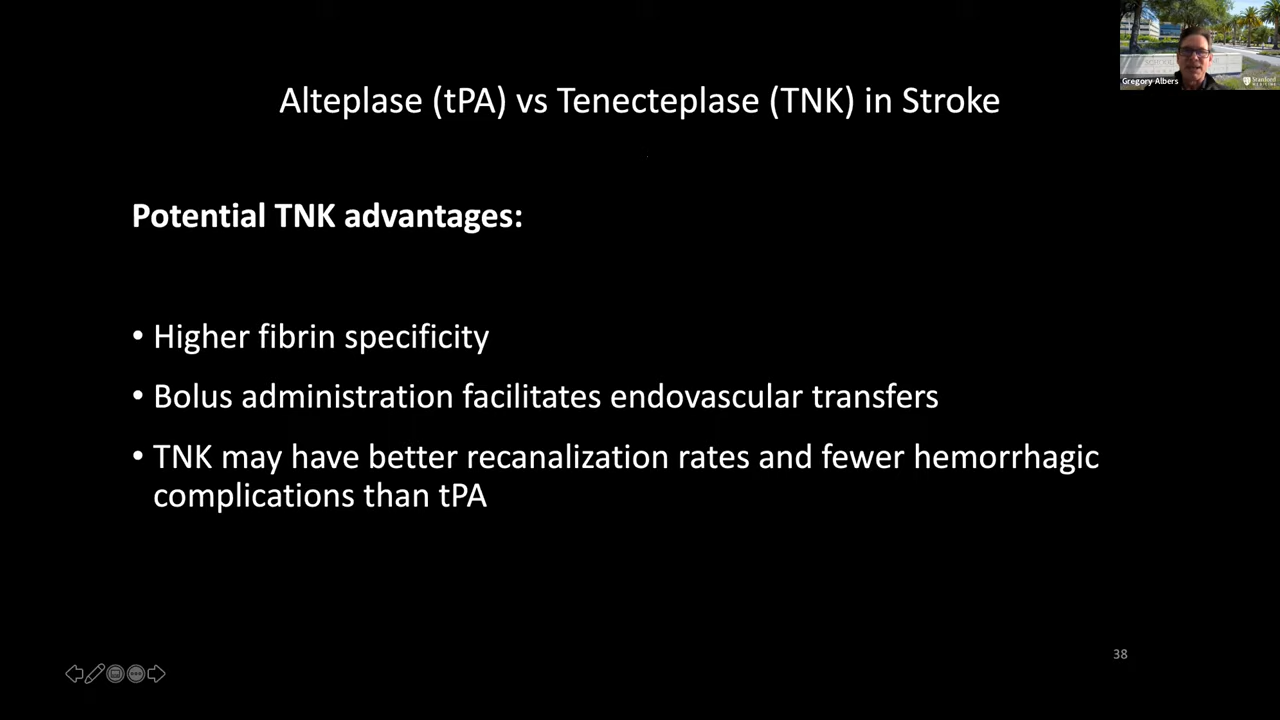 Alteplase (tPA) vs Tenecteplase (TNK) in Stroke
Potential TNK advantages:
• Higher fibrin specificity
• Bolus administration facilitates endovascular transfers
• TNK may have better recanalization rates and fewer hemorrhagic
complications than tPA
38
Gregory Albers
Stanford